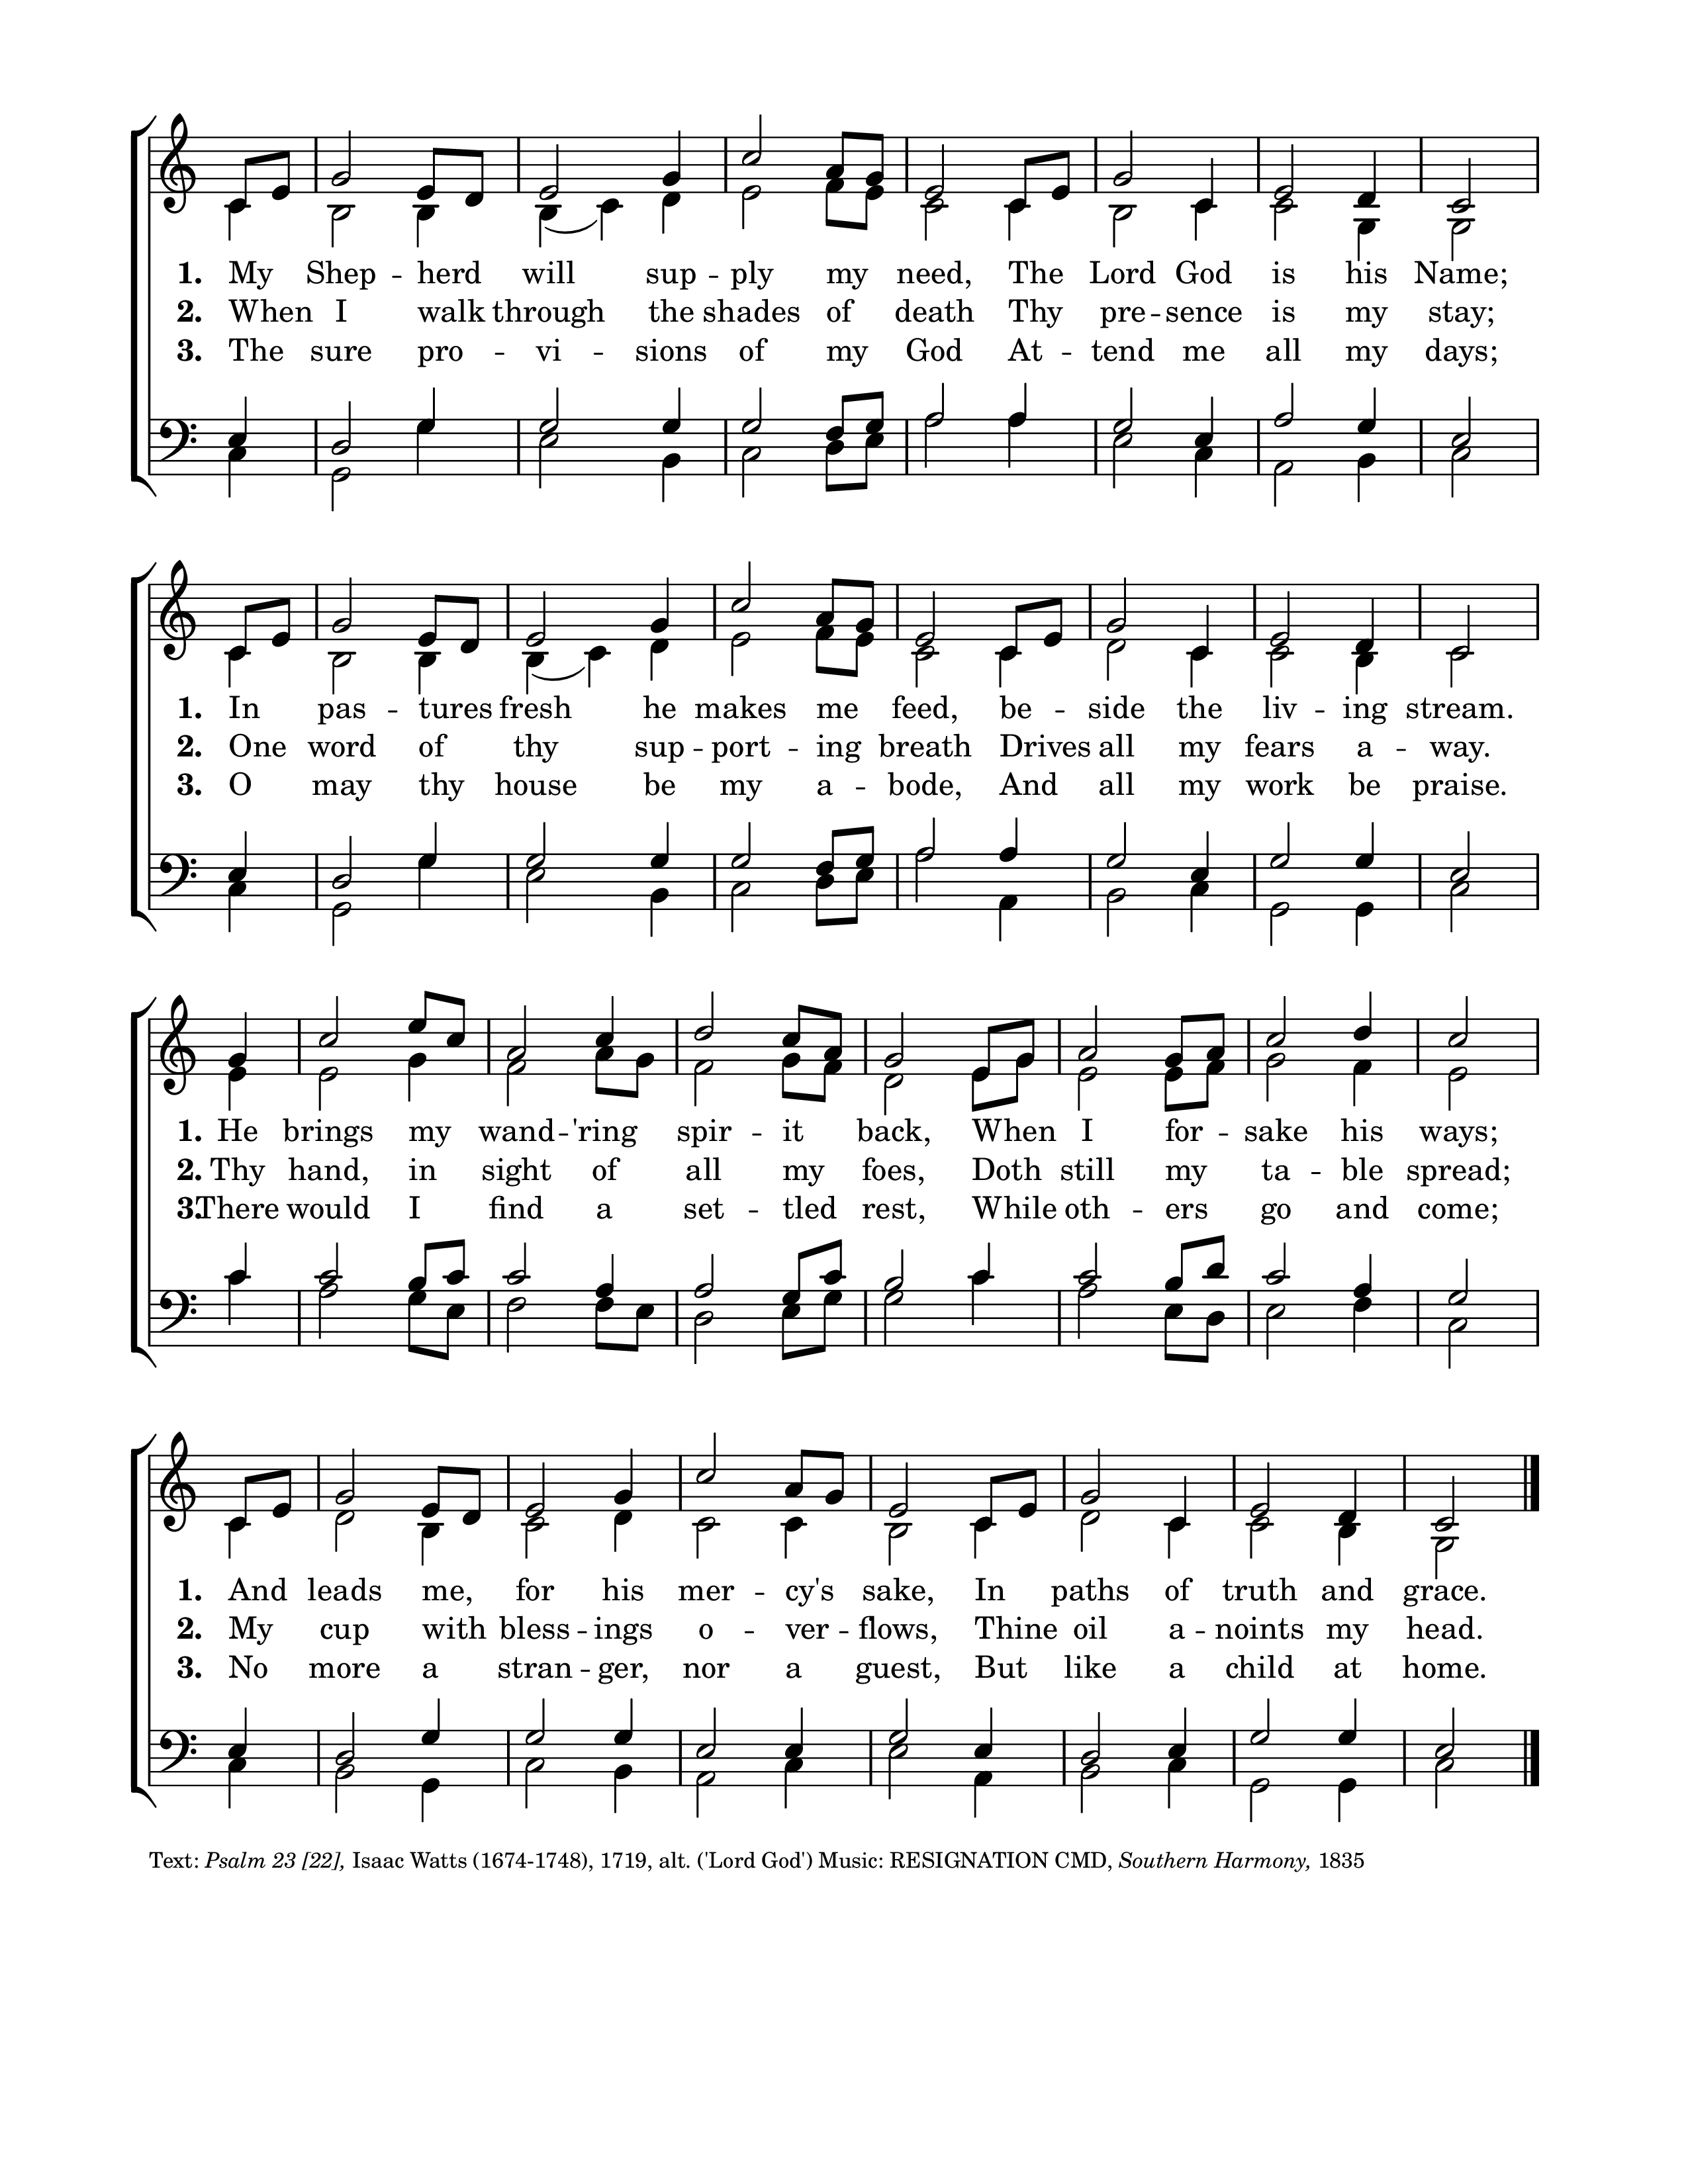 1. My Shep - herd will sup - ply my need, The Lord God is his Name;
2. When I walk through the shades of death Thy pre - sence is my stay;
3. The sure pro - vi - sions of my God At - tend me all my days;
1. In pas - tures fresh he makes me feed, be - side the liv - ing stream.
2. One word of thy sup - port - ing breath Drives all my fears a - way.
3. O may thy house be my a - bode, And all my work be praise.
1. He brings my wand - 'ring spir - it back, When I for - sake his ways;
2. Thy hand, in sight of all my foes, Doth still my ta - ble spread;
3. There would I find a set - tled rest, While oth - ers go and come;
1. And leads me, for his mer - cy's sake, In paths of truth and grace.
2. My cup with bless - ings o - ver - flows, Thine oil a - noints my head.
3. No more a stran - ger, nor a guest, But like a child at home.
Text: Psalm 23 [22], Isaac Watts (1674-1748), 1719, alt. ('Lord God') Music: RESIGNATION CMD, Southern Harmony, 1835